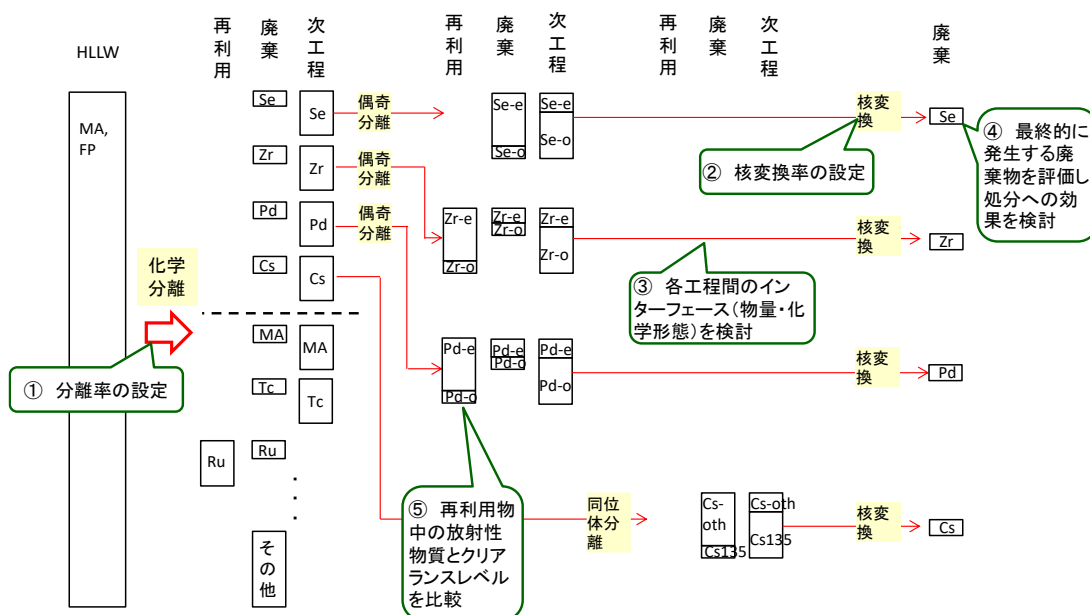 HLLW
再利用
廃棄
次工程
再利用
廃棄
次工程
再利用
廃棄
次工程
廃棄
MA,
FP
化学
分離
① 分離率の設定
Se
Se
偶奇
分離
Se-e
Se-o
Se-e
Se-o
核変
換
Se
② 核変換率の設定
④ 最終的に
発生する廃
棄物を評価し
処分への効
果を検討
Zr
Zr
偶奇
分離
Zr-e
Zr-o
Zr-e
Zr-o
Zr-e
Zr-o
核変
換
Zr
③ 各工程間のイン
ターフェース(物量・化
学形態)を検討
Pd
Pd
偶奇
分離
Pd-e
Pd-o
Pd-e
Pd-o
Pd-e
Pd-o
核変
換
Pd
Cs
Cs
MA
MA
Tc
Tc
Ru
Ru
その他
⑤ 再利用物
中の放射性
物質とクリア
ランスレベル
を比較
同位
体分
離
Cs-
oth
Cs135
Cs-oth
Cs135
核変
換
Cs